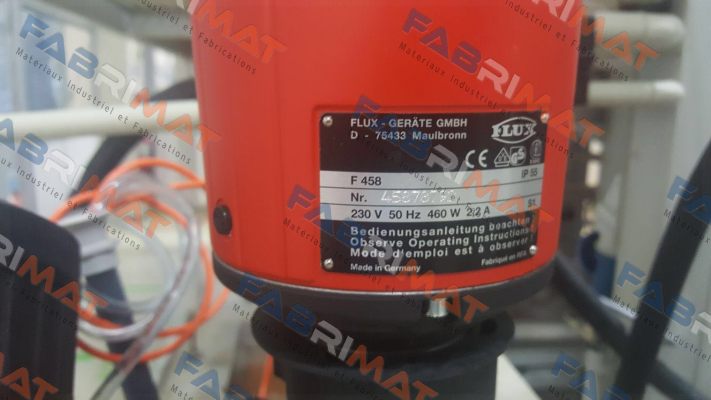 FLUX - GERÄTE GMBH
D - 75433 Maulbronn
FLUX
CE
F 458 IP 55
Nr.
230 V 50 Hz 460 W 2,2 A S1
Bedienungsanleitung beachten
Observe Operating Instructions
Mode d'emploi est à observer!
Made in Germany Fabriqué en RFA
FABRIMAT
Materiaux Industriel et Fabrications